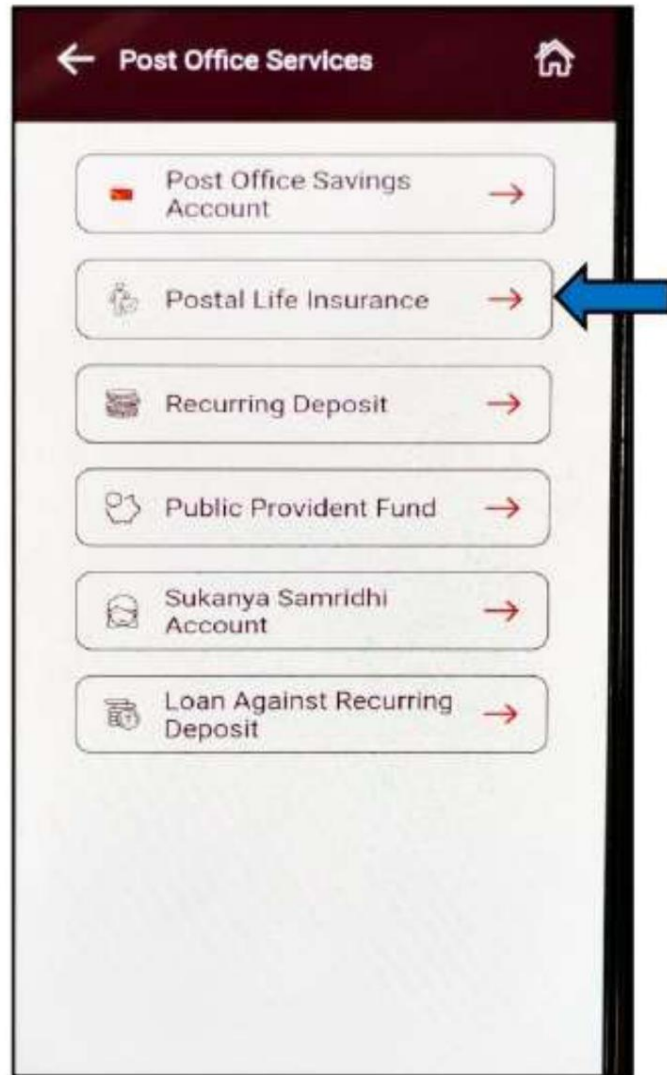 Post Office Services
Post Office Savings
Account
Postal Life Insurance
Recurring Deposit
Public Provident Fund
Sukanya Samridhi
Account
Loan Against Recurring
Deposit